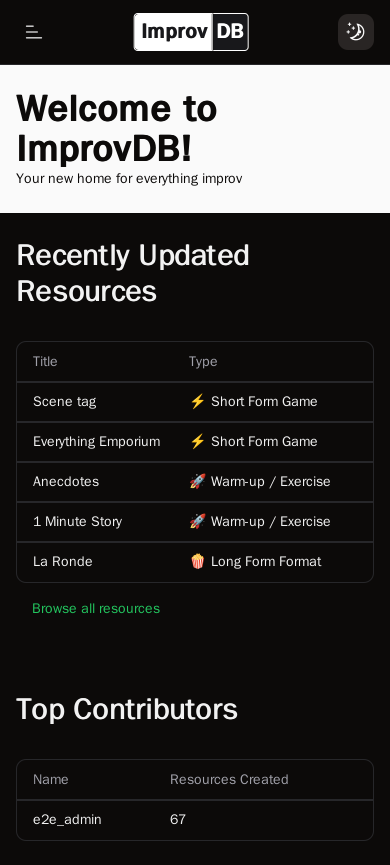 Improv DB
Welcome to
ImprovDB!
Your new home for everything improv
Recently Updated
Resources
Title Type
Scene tag ⚡ Short Form Game
Everything Emporium ⚡ Short Form Game
Anecdotes 🚀 Warm-up / Exercise
1 Minute Story 🚀 Warm-up / Exercise
La Ronde 🍿 Long Form Format
Browse all resources
Top Contributors
Name Resources Created
e2e_admin 67